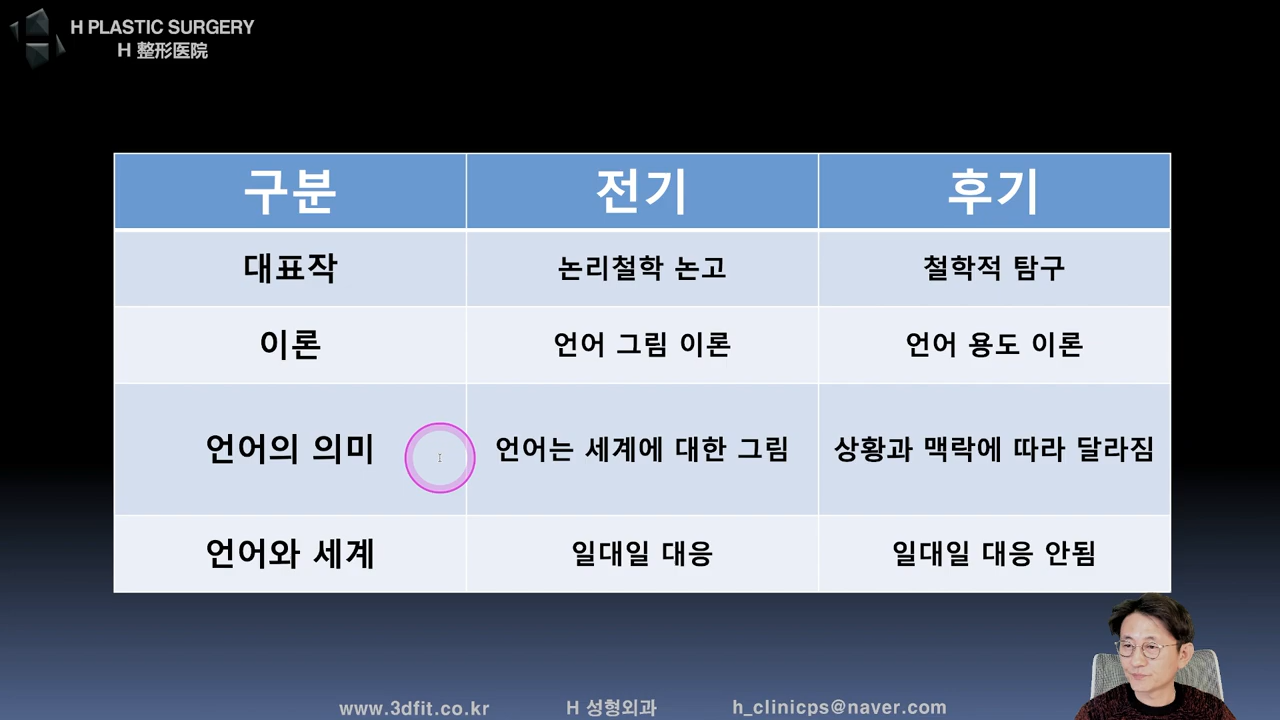 H PLASTIC SURGERY
H 整形医院
구분 전기 후기
대표작 논리철학 논고 철학적 탐구
이론 언어 그림 이론 언어 용도 이론
언어의 의미 언어는 세계에 대한 그림 상황과 맥락에 따라 달라짐
언어와 세계 일대일 대응 일대일 대응 안됨
www.3dfit.co.kr H 성형외과 h_clinicps@naver.com